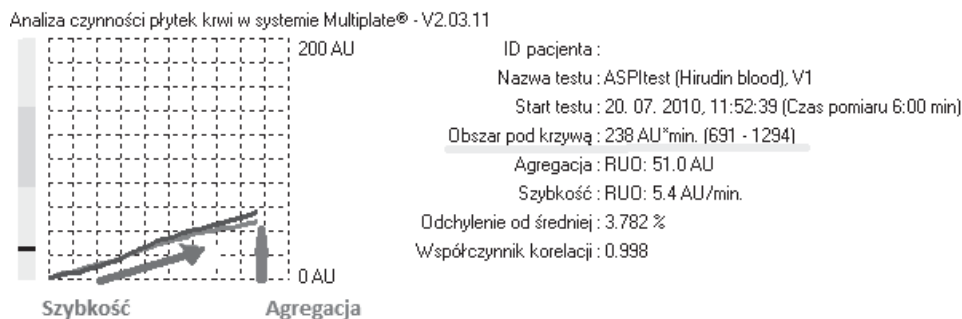 Analiza czynności płytek krwi w systemie Multiplate® - V2.03.11
200 AU
ID pacjenta :
Nazwa testu : ASPItest (Hirudin blood), V1
Start testu : 20. 07. 2010, 11:52:39 (Czas pomiaru 6:00 min)
Obszar pod krzywą : 238 AU*min. (691 - 1294)
Agregacja : RUO: 51.0 AU
Szybkość : RUO: 5.4 AU/min.
Odchylenie od średniej : 3.782 %
Współczynnik korelacji : 0.998
0 AU
Szybkość
Agregacja